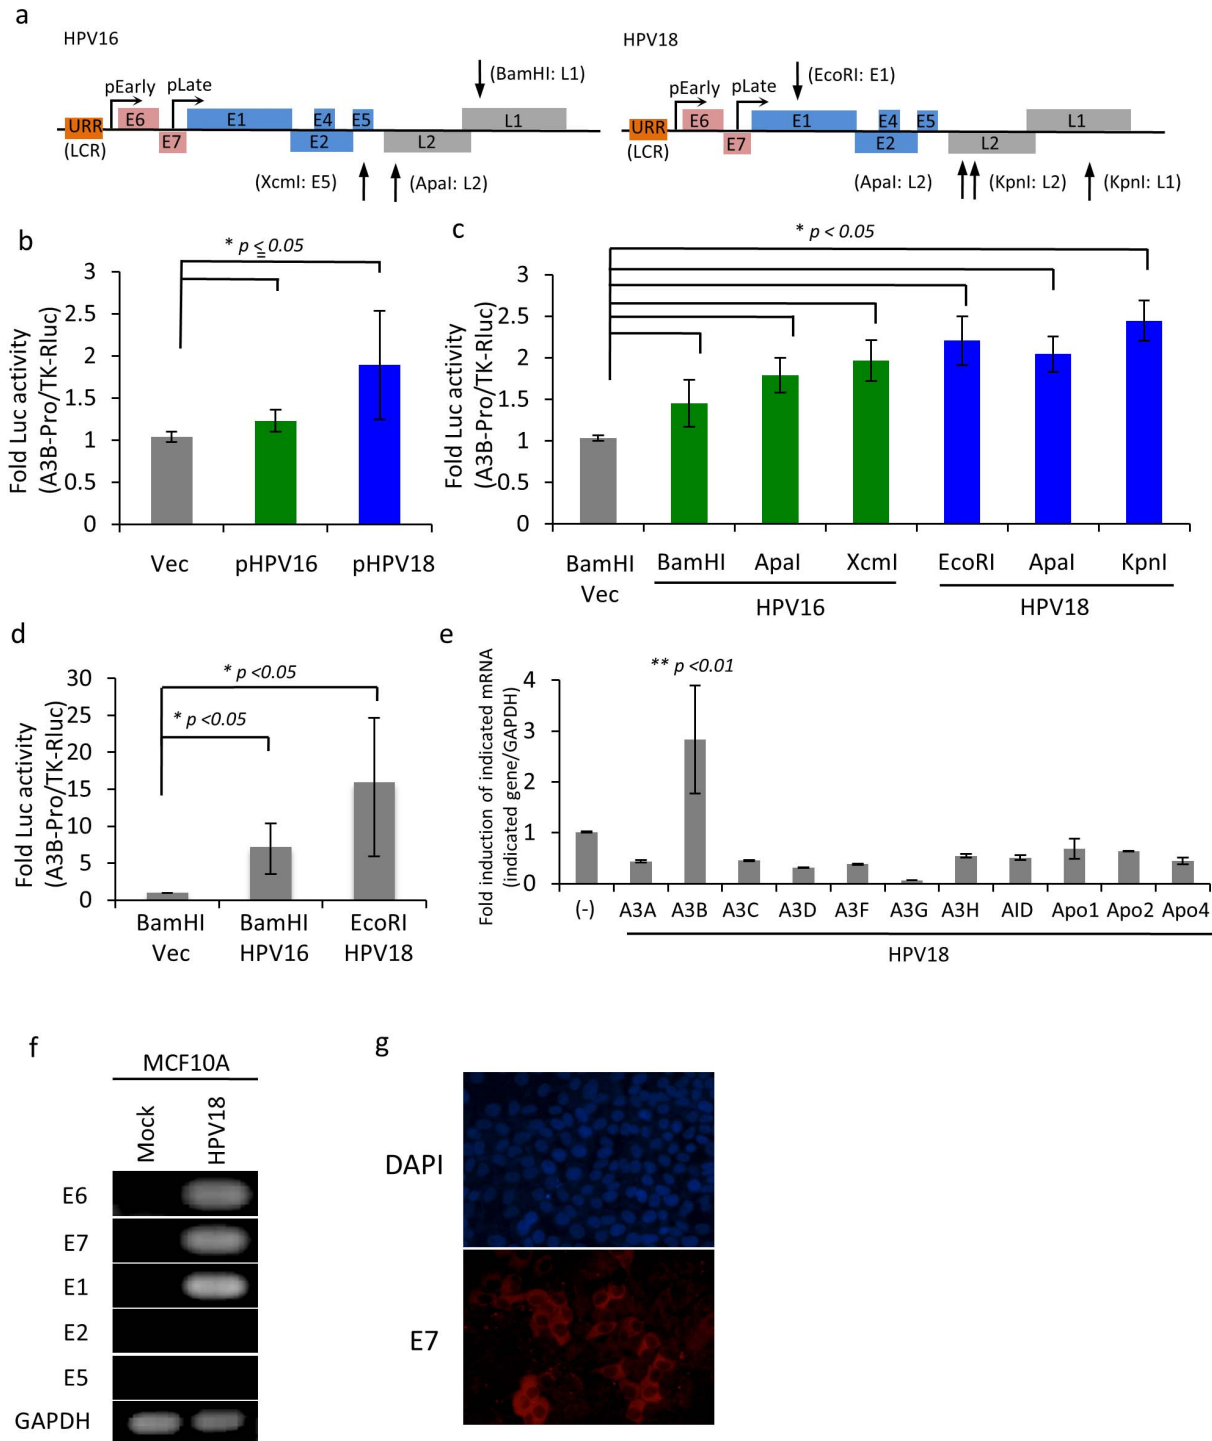 a
HPV16
HPV18
pEarly
pLate
(BamHI: L1)
URR
(LCR)
E6
E7
E1
E4
E2
E5
L2
L1
(XcmI: E5)
(ApaI: L2)
pEarly
pLate
(EcoRI: E1)
URR
(LCR)
E6
E7
E1
E4
E2
E5
L2
L1
(ApaI: L2)
(KpnI: L2)
(KpnI: L1)
b
* p ≦ 0.05
Fold Luc activity
(A3B-Pro/TK-Rluc)
3
2.5
2
1.5
1
0.5
0
Vec
pHPV16
pHPV18
c
* p < 0.05
Fold Luc activity
(A3B-Pro/TK-Rluc)
3
2.5
2
1.5
1
0.5
0
BamHI
Vec
BamHI
ApaI
XcmI
EcoRI
ApaI
KpnI
HPV16
HPV18
d
* p <0.05
* p <0.05
Fold Luc activity
(A3B-Pro/TK-Rluc)
30
25
20
15
10
5
0
BamHI
Vec
BamHI
HPV16
EcoRI
HPV18
e
** p <0.01
Fold induction of indicated mRNA
(indicated gene/GAPDH)
4
3
2
1
0
(-)
A3A
A3B
A3C
A3D
A3F
A3G
A3H
AID
Apo1
Apo2
Apo4
HPV18
f
MCF10A
Mock
HPV18
E6
E7
E1
E2
E5
GAPDH
g
DAPI
E7